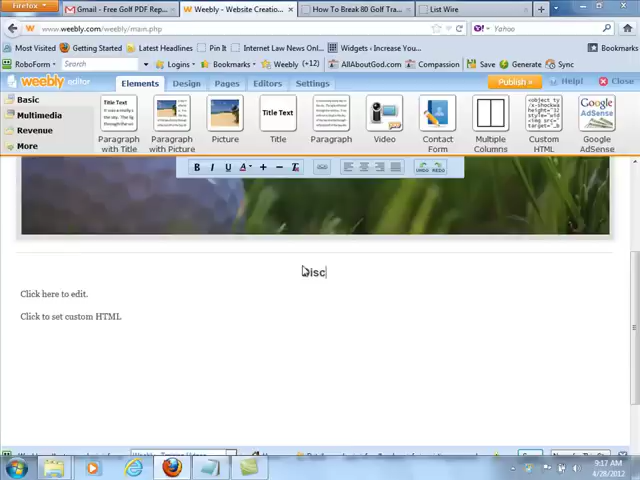 Firefox
Gmail - Free Golf PDF Rep...
Weebly - Website Creatio...
How To Break 80 Golf Tra...
List Wire
www.weebly.com/weebly/main.php
Yahoo
Most Visited Getting Started Latest Headlines Pin It Internet Law News Onl... Widgets « Increase Your... AllAboutGod.com Compassion Bookmarks
RoboForm Search Logins Bookmarks Weebly (+12) Save Generate Sync
weebly editor Elements Design Pages Editors Settings Publish Help! Close
Basic
Multimedia
Revenue
More
Title Text
Title Text
Google
AdSense
Paragraph with Title
Paragraph with Picture
Picture
Title
Paragraph
Video
Contact Form
Multiple Columns
Custom HTML
Google AdSense
B I U A + − T UNDO REDO
Disc
Click here to edit.
Click to set custom HTML
9:17 AM
4/28/2012